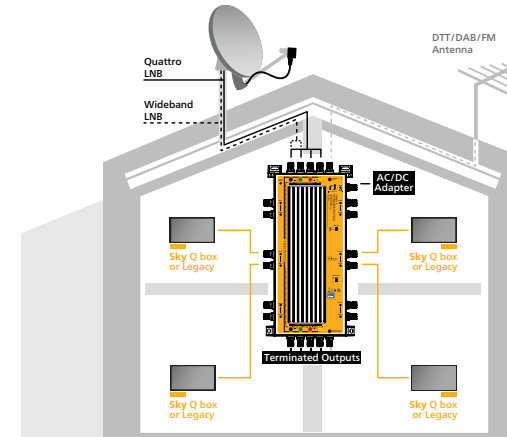 DTT/DAB/FM
Antenna
Quattro
LNB
Wideband
LNB
AC/DC
Adapter
Sky Q box
or Legacy
Sky Q box
or Legacy
Terminated Outputs
Sky Q box
or Legacy
Sky Q box
or Legacy